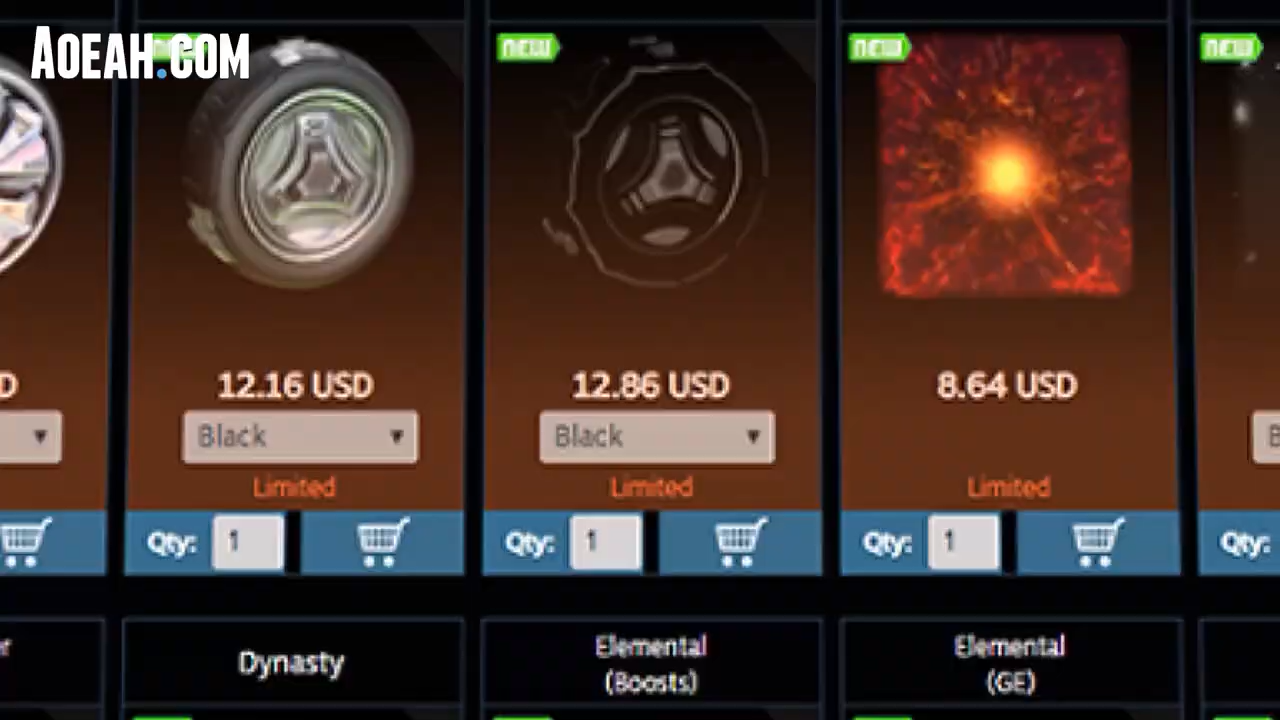 AOEAH.COM
new
new
new
new
D
12.16 USD
12.86 USD
8.64 USD
Black
Black
B
Limited
Limited
Limited
Qty: 1
Qty: 1
Qty: 1
Qty:
r
Dynasty
Elemental
(Boosts)
Elemental
(GE)